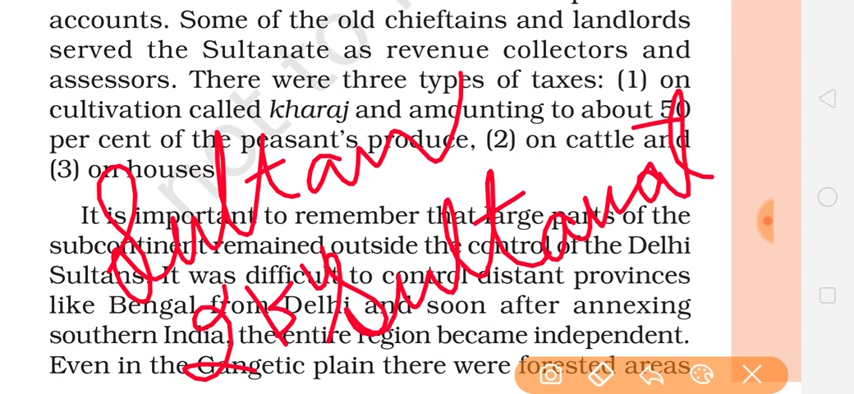 accounts. Some of the old chieftains and landlords
served the Sultanate as revenue collectors and
assessors. There were three types of taxes: (1) on
cultivation called kharaj and amounting to about 50
per cent of the peasant's produce, (2) on cattle and
(3) on houses
It is important to remember that large parts of the
subcontinent remained outside the control of the Delhi
Sultans. It was difficult to control distant provinces
like Bengal from Delhi and soon after annexing
southern India, the entire region became independent.
Even in the Gangetic plain there were forested areas
Sultan
Sultanat
not to